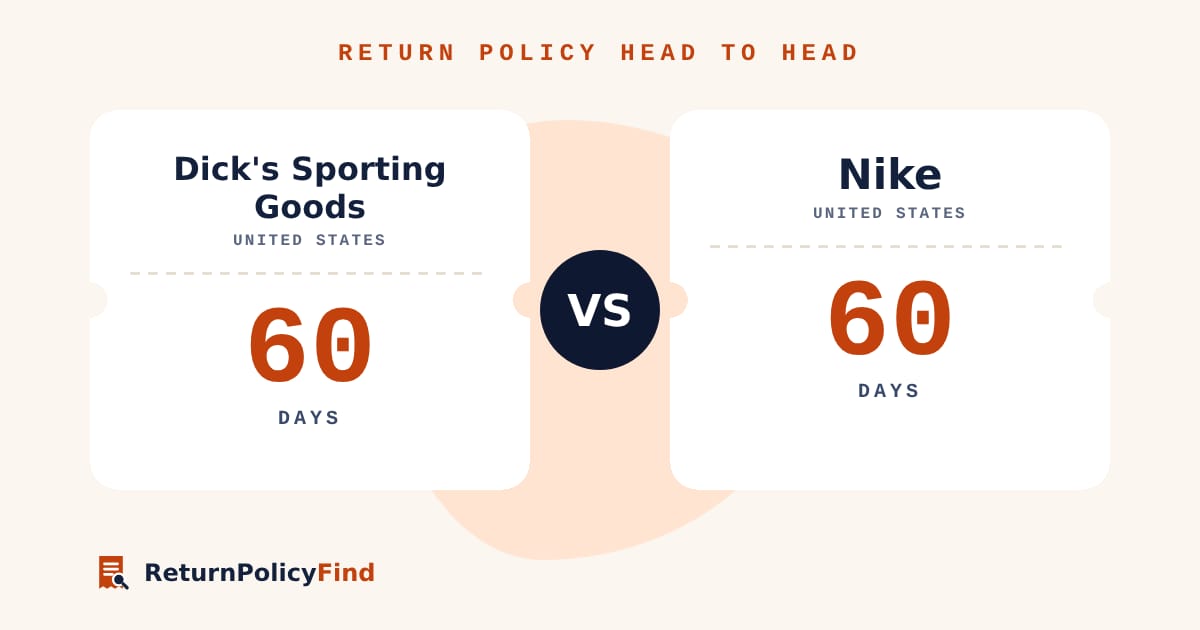 RETURN POLICY HEAD TO HEAD
Dick's Sporting
Goods
UNITED STATES
60
DAYS
VS
Nike
UNITED STATES
60
DAYS
ReturnPolicyFind